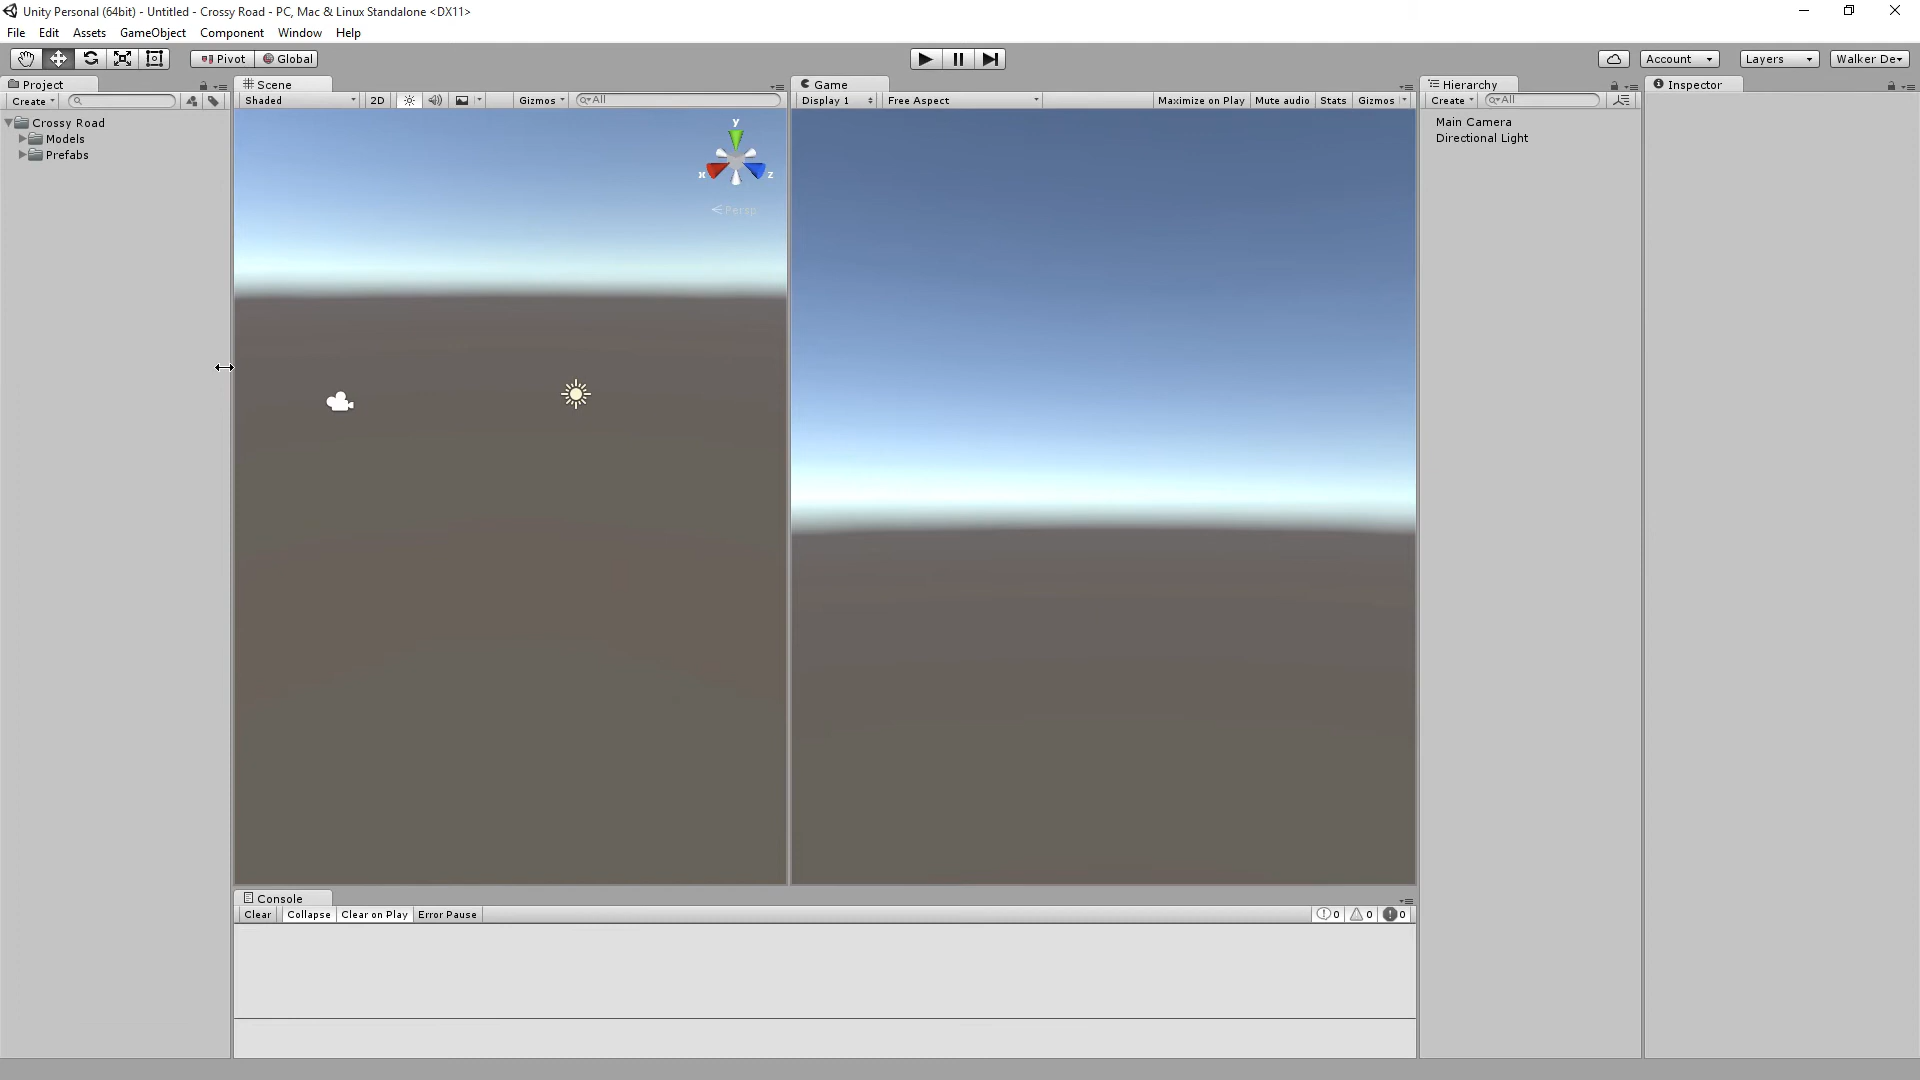 Unity Personal (64bit) - Untitled - Crossy Road - PC, Mac & Linux Standalone <DX11>
File Edit Assets GameObject Component Window Help
Pivot Global Account Layers Walker De
Project
Create
Crossy Road
Models
Prefabs
Scene
Shaded 2D Gizmos All
y
x z
Persp
Game
Display 1 Free Aspect Maximize on Play Mute audio Stats Gizmos
Hierarchy
Create All
Main Camera
Directional Light
Inspector
Console
Clear Collapse Clear on Play Error Pause 0 0 0